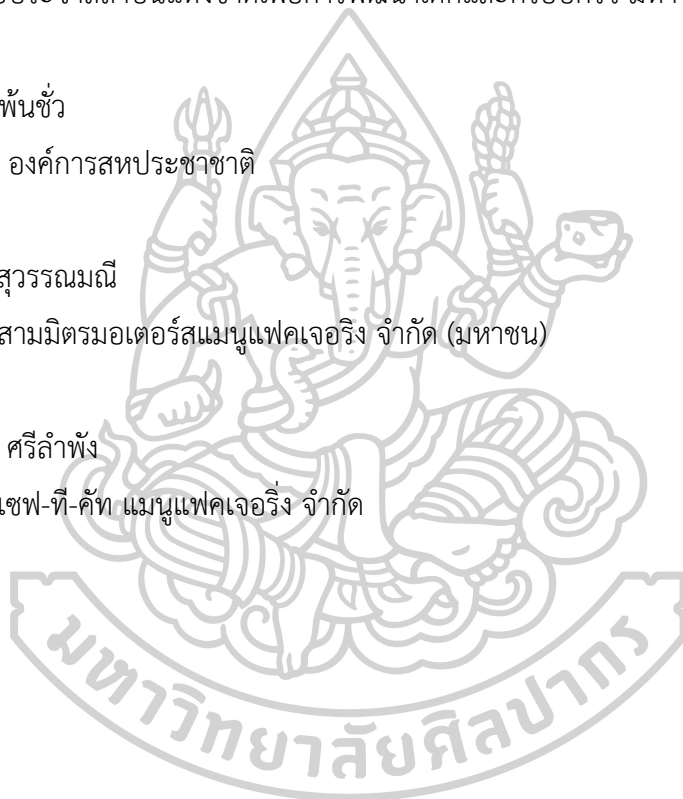 พ้นชั่ว
องค์การสหประชาชาติ
สุวรรณมณี
สามมิตรมอเตอร์สแมนูแฟคเจอริง จำกัด (มหาชน)
ศรีลำพัง
เซฟ-ที-คัท แมนูแฟคเจอริ่ง จำกัด
มหาวิทยาลัยศิลปากร